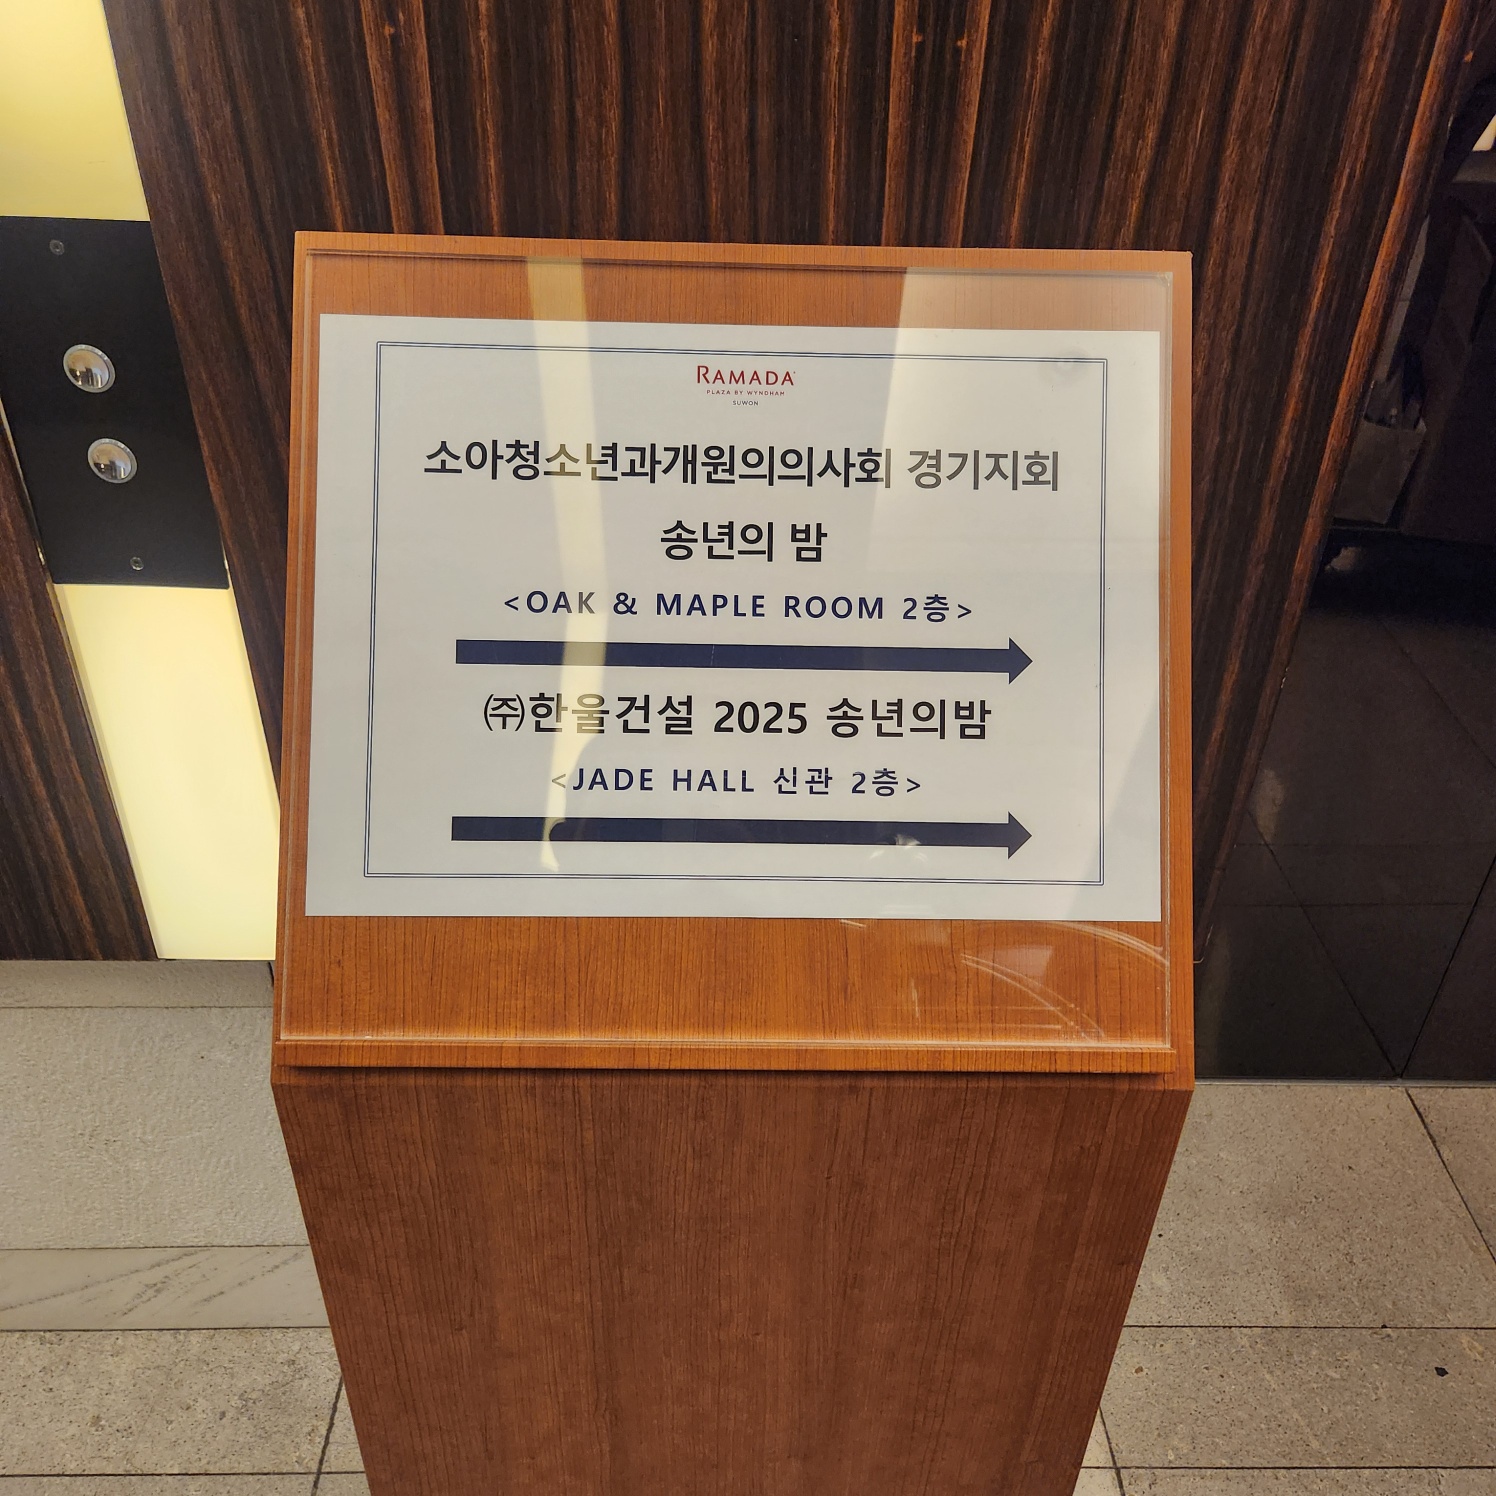 RAMADA
PLAZA BY WYNDHAM
SUWON
소아청소년과개원의의사회 경기지회
송년의 밤
<OAK & MAPLE ROOM 2층>
㈜한울건설 2025 송년의밤
<JADE HALL 신관 2층>